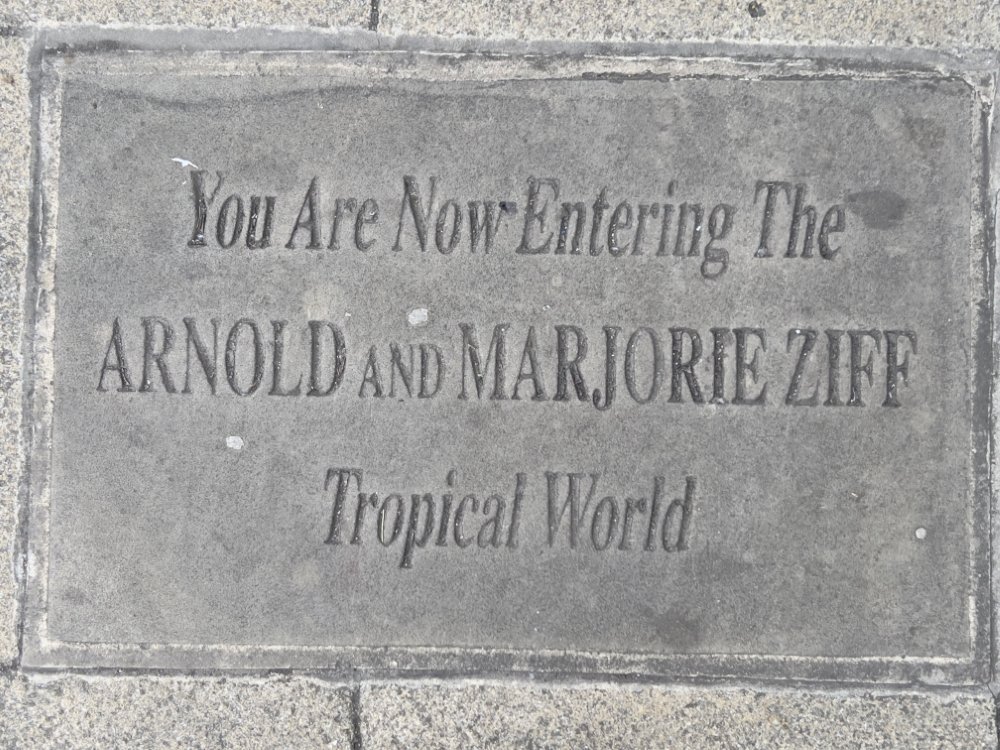 You Are Now Entering The
ARNOLD AND MARJORIE ZIFF
Tropical World